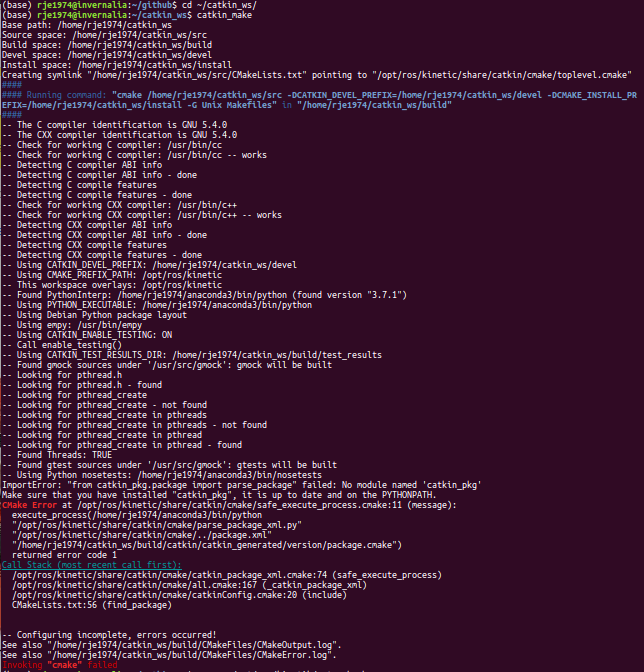 (base) rje1974@invernalia:~/github$ cd ~/catkin_ws/
(base) rje1974@invernalia:~/catkin_ws$ catkin_make
Base path: /home/rje1974/catkin_ws
Source space: /home/rje1974/catkin_ws/src
Build space: /home/rje1974/catkin_ws/build
Devel space: /home/rje1974/catkin_ws/devel
Install space: /home/rje1974/catkin_ws/install
Creating symlink "/home/rje1974/catkin_ws/src/CMakeLists.txt" pointing to "/opt/ros/kinetic/share/catkin/cmake/toplevel.cmake"
####
#### Running command: "cmake /home/rje1974/catkin_ws/src -DCATKIN_DEVEL_PREFIX=/home/rje1974/catkin_ws/devel -DCMAKE_INSTALL_PR
EFIX=/home/rje1974/catkin_ws/install -G Unix Makefiles" in "/home/rje1974/catkin_ws/build"
####
-- The C compiler identification is GNU 5.4.0
-- The CXX compiler identification is GNU 5.4.0
-- Check for working C compiler: /usr/bin/cc
-- Check for working C compiler: /usr/bin/cc -- works
-- Detecting C compiler ABI info
-- Detecting C compiler ABI info - done
-- Detecting C compile features
-- Detecting C compile features - done
-- Check for working CXX compiler: /usr/bin/c++
-- Check for working CXX compiler: /usr/bin/c++ -- works
-- Detecting CXX compiler ABI info
-- Detecting CXX compiler ABI info - done
-- Detecting CXX compile features
-- Detecting CXX compile features - done
-- Using CATKIN_DEVEL_PREFIX: /home/rje1974/catkin_ws/devel
-- Using CMAKE_PREFIX_PATH: /opt/ros/kinetic
-- This workspace overlays: /opt/ros/kinetic
-- Found PythonInterp: /home/rje1974/anaconda3/bin/python (found version "3.7.1")
-- Using PYTHON_EXECUTABLE: /home/rje1974/anaconda3/bin/python
-- Using Debian Python package layout
-- Using empy: /usr/bin/empy
-- Using CATKIN_ENABLE_TESTING: ON
-- Call enable_testing()
-- Using CATKIN_TEST_RESULTS_DIR: /home/rje1974/catkin_ws/build/test_results
-- Found gmock sources under '/usr/src/gmock': gmock will be built
-- Looking for pthread.h
-- Looking for pthread.h - found
-- Looking for pthread_create
-- Looking for pthread_create - not found
-- Looking for pthread_create in pthreads
-- Looking for pthread_create in pthreads - not found
-- Looking for pthread_create in pthread
-- Looking for pthread_create in pthread - found
-- Found Threads: TRUE
-- Found gtest sources under '/usr/src/gmock': gtests will be built
-- Using Python nosetests: /home/rje1974/anaconda3/bin/nosetests
ImportError: "from catkin_pkg.package import parse_package" failed: No module named 'catkin_pkg'
Make sure that you have installed "catkin_pkg", it is up to date and on the PYTHONPATH.
CMake Error at /opt/ros/kinetic/share/catkin/cmake/safe_execute_process.cmake:11 (message):
execute_process(/home/rje1974/anaconda3/bin/python
"/opt/ros/kinetic/share/catkin/cmake/parse_package_xml.py"
"/opt/ros/kinetic/share/catkin/cmake/../package.xml"
"/home/rje1974/catkin_ws/build/catkin/catkin_generated/version/package.cmake")
returned error code 1
Call Stack (most recent call first):
/opt/ros/kinetic/share/catkin/cmake/catkin_package_xml.cmake:74 (safe_execute_process)
/opt/ros/kinetic/share/catkin/cmake/all.cmake:167 (_catkin_package_xml)
/opt/ros/kinetic/share/catkin/cmake/catkinConfig.cmake:20 (include)
CMakeLists.txt:56 (find_package)
-- Configuring incomplete, errors occurred!
See also "/home/rje1974/catkin_ws/build/CMakeFiles/CMakeOutput.log".
See also "/home/rje1974/catkin_ws/build/CMakeFiles/CMakeError.log".
Invoking "cmake" failed